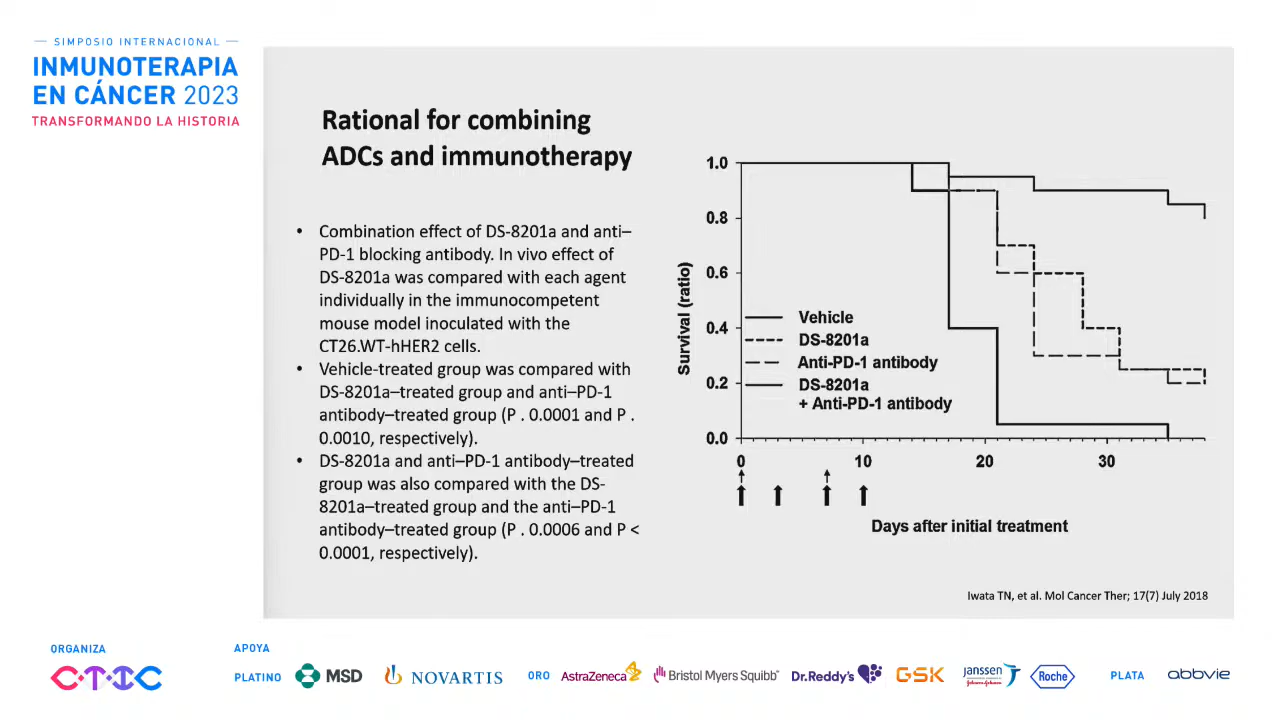 SIMPOSIO INTERNACIONAL
INMUNOTERAPIA
EN CÁNCER 2023
TRANSFORMANDO LA HISTORIA
Rational for combining
ADCs and immunotherapy
• Combination effect of DS-8201a and anti–
PD-1 blocking antibody. In vivo effect of
DS-8201a was compared with each agent
individually in the immunocompetent
mouse model inoculated with the
CT26.WT-hHER2 cells.
• Vehicle-treated group was compared with
DS-8201a–treated group and anti–PD-1
antibody–treated group (P . 0.0001 and P .
0.0010, respectively).
• DS-8201a and anti–PD-1 antibody–treated
group was also compared with the DS-
8201a–treated group and the anti–PD-1
antibody–treated group (P . 0.0006 and P <
0.0001, respectively).
Survival (ratio)
1.0
0.8
0.6
0.4
0.2
0.0
Vehicle
DS-8201a
Anti-PD-1 antibody
DS-8201a
+ Anti-PD-1 antibody
0 10 20 30
Days after initial treatment
Iwata TN, et al. Mol Cancer Ther; 17(7) July 2018
ORGANIZA
CTIC
APOYA
PLATINO
MSD
NOVARTIS
ORO
AstraZeneca
Bristol Myers Squibb
Dr.Reddy's
GSK
Janssen
Johnson-Johnson
Roche
PLATA
abbvie